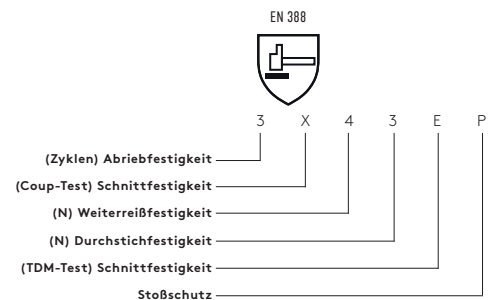 EN 388
3 X 4 3 E P
(Zyklen) Abriebfestigkeit
(Coup-Test) Schnittfestigkeit
(N) Weiterreißfestigkeit
(N) Durchstichfestigkeit
(TDM-Test) Schnittfestigkeit
Stoßschutz